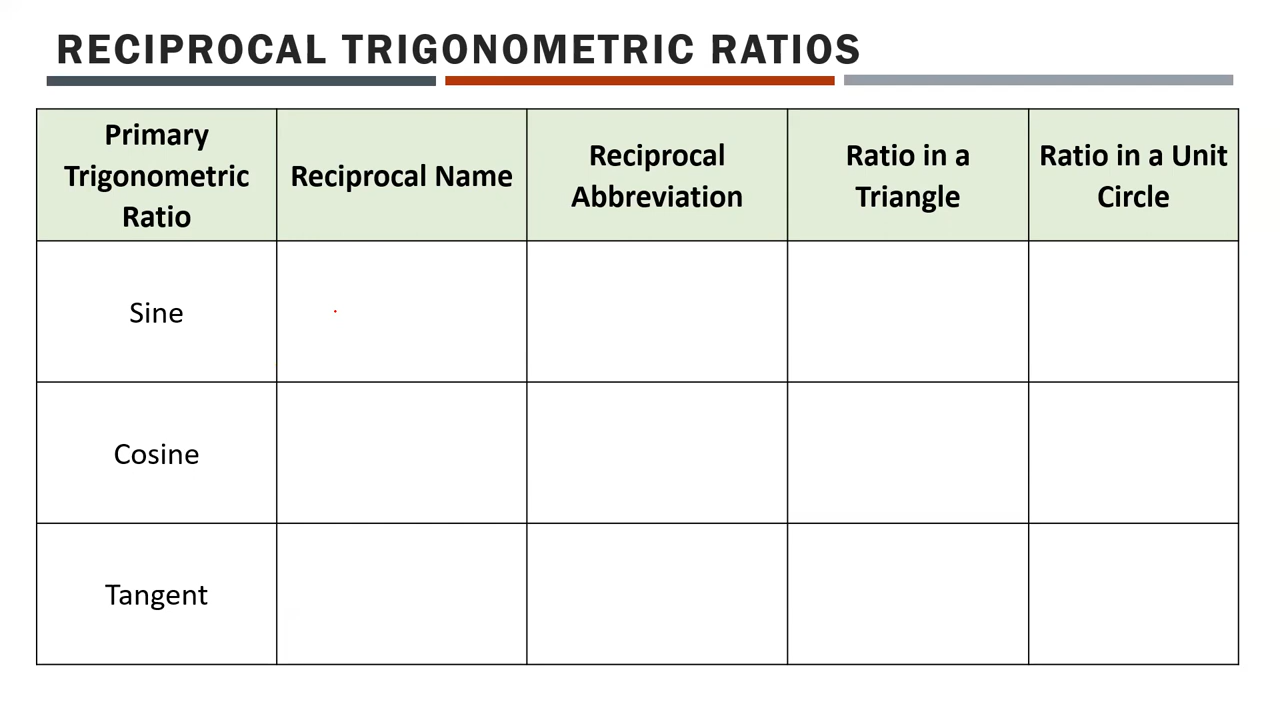 RECIPROCAL TRIGONOMETRIC RATIOS
Primary
Trigonometric
Ratio
Reciprocal Name
Reciprocal
Abbreviation
Ratio in a
Triangle
Ratio in a Unit
Circle
Sine
Cosine
Tangent